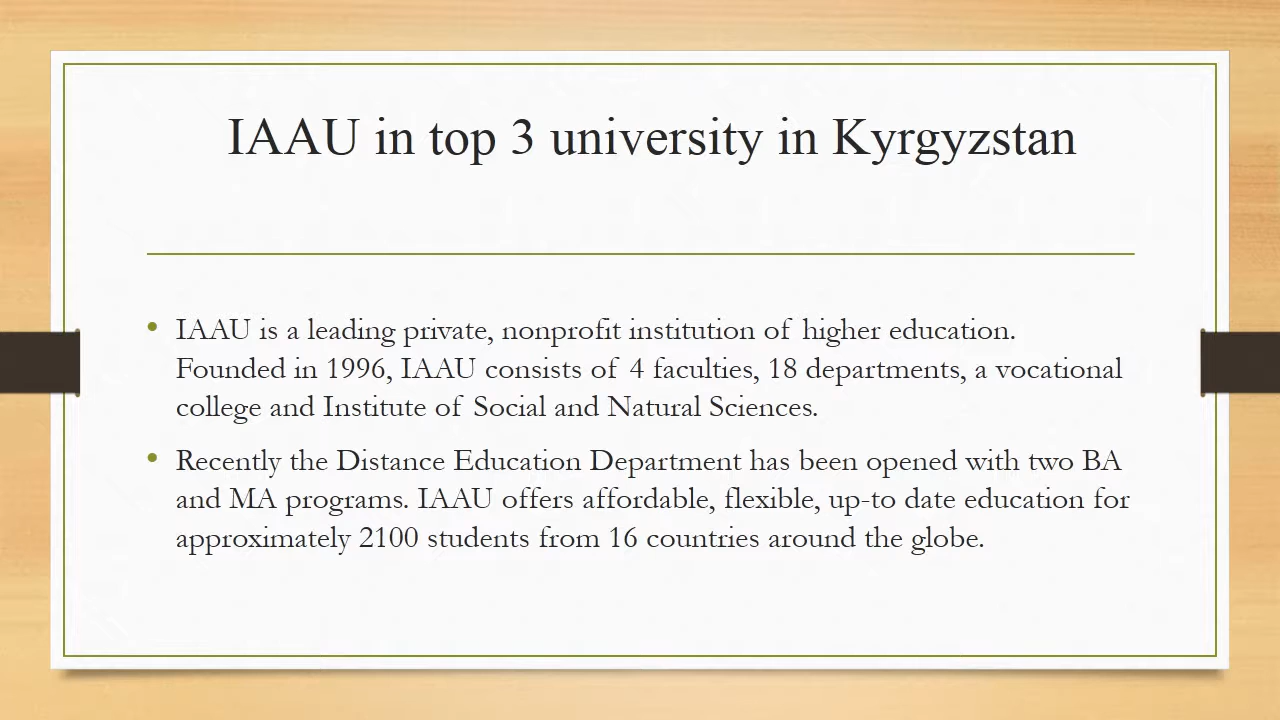 IAAU in top 3 university in Kyrgyzstan
IAAU is a leading private, nonprofit institution of higher education.
Founded in 1996, IAAU consists of 4 faculties, 18 departments, a vocational
college and Institute of Social and Natural Sciences.
Recently the Distance Education Department has been opened with two BA
and MA programs. IAAU offers affordable, flexible, up-to date education for
approximately 2100 students from 16 countries around the globe.